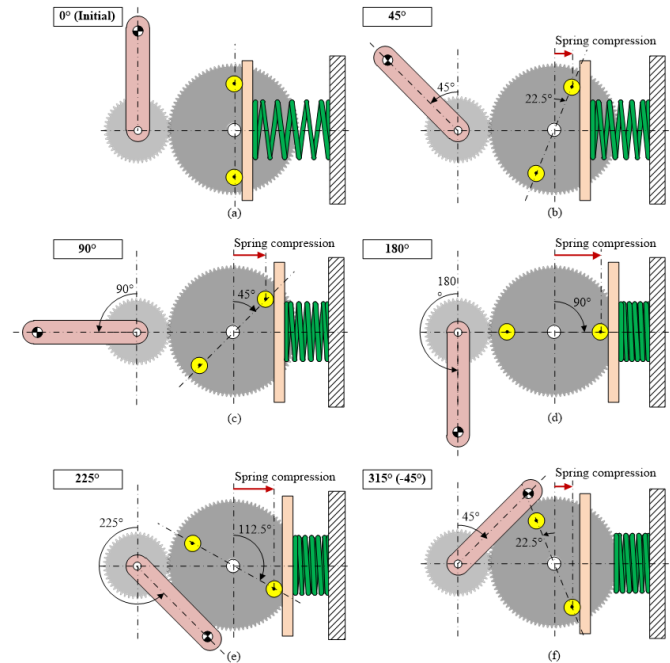 0° (Initial)
(a)
45°
Spring compression
45°
22.5°
(b)
90°
Spring compression
90°
45°
(c)
180°
Spring compression
180
°
90°
(d)
225°
Spring compression
225°
112.5°
(e)
315° (-45°)
Spring compression
45°
22.5°
(f)